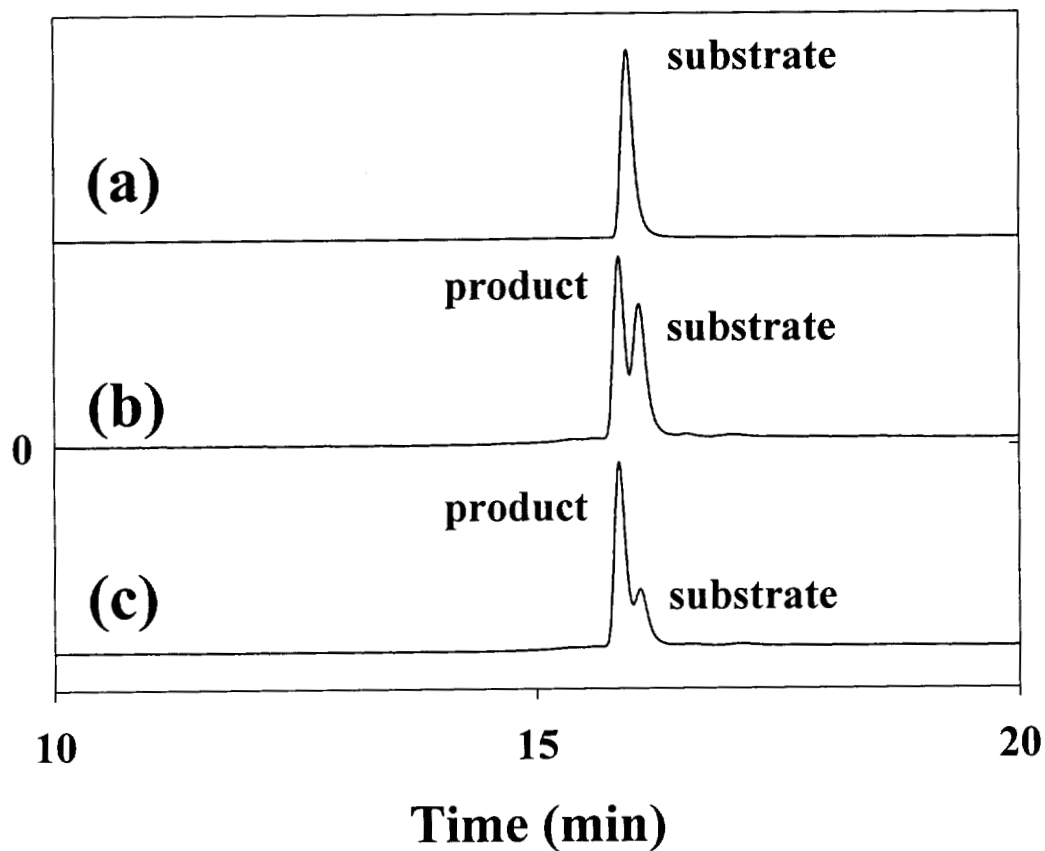 substrate
(a)
product
substrate
(b)
0
product
substrate
(c)
10 15 20
Time (min)